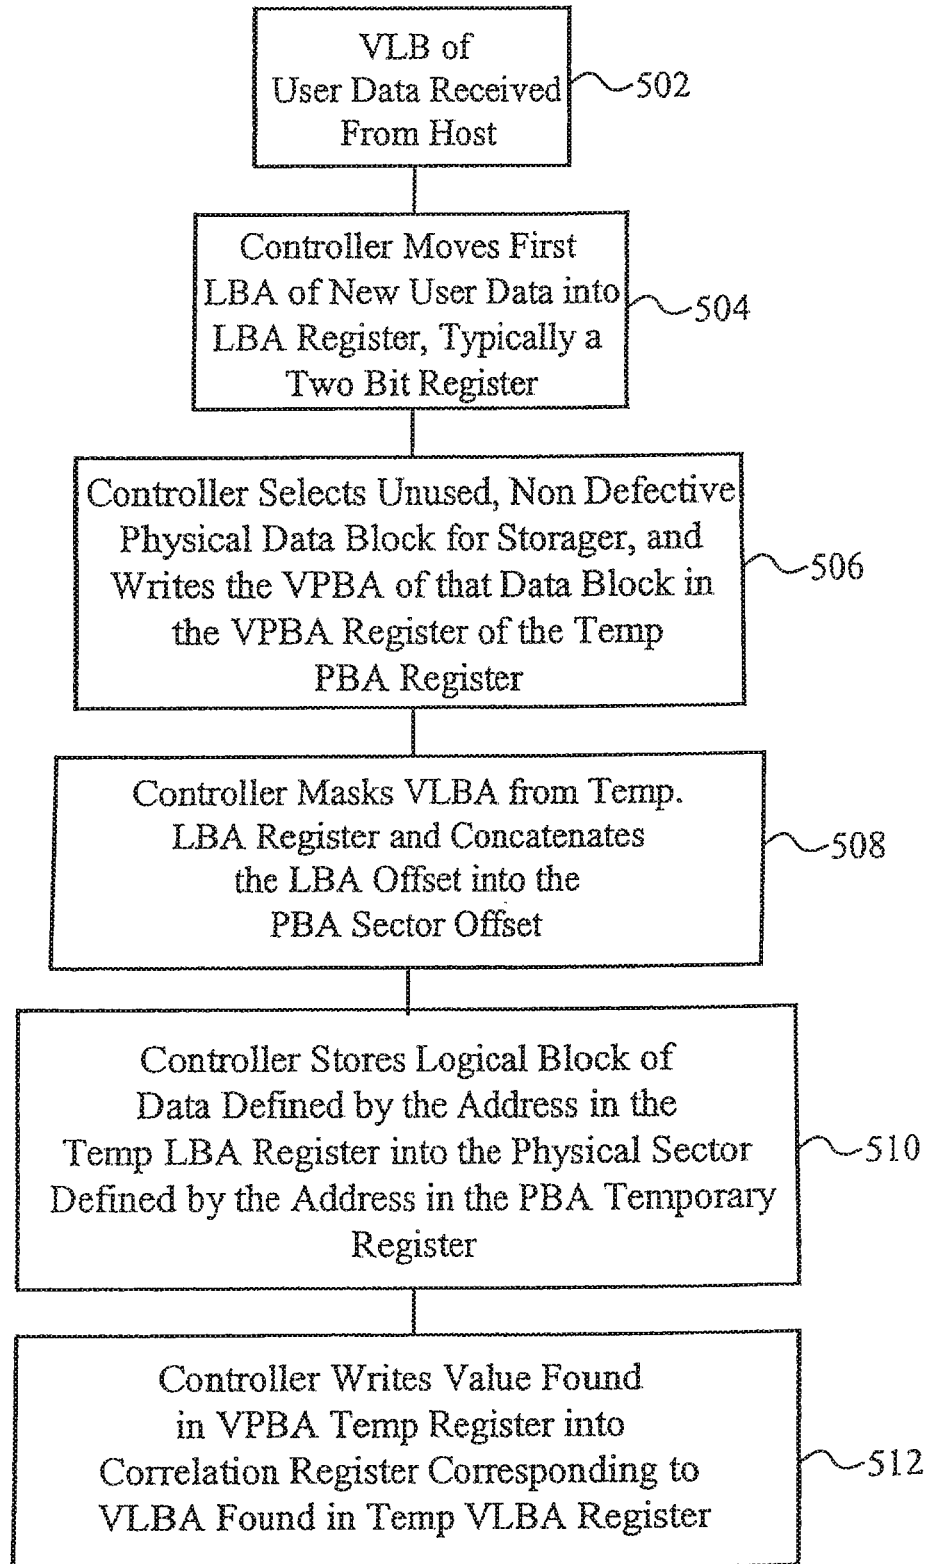 VLB of
User Data Received
From Host
502
Controller Moves First
LBA of New User Data into
LBA Register, Typically a
Two Bit Register
504
Controller Selects Unused, Non Defective
Physical Data Block for Storager, and
Writes the VPBA of that Data Block in
the VPBA Register of the Temp
PBA Register
506
Controller Masks VLBA from Temp.
LBA Register and Concatenates
the LBA Offset into the
PBA Sector Offset
508
Controller Stores Logical Block of
Data Defined by the Address in the
Temp LBA Register into the Physical Sector
Defined by the Address in the PBA Temporary
Register
510
Controller Writes Value Found
in VPBA Temp Register into
Correlation Register Corresponding to
VLBA Found in Temp VLBA Register
512